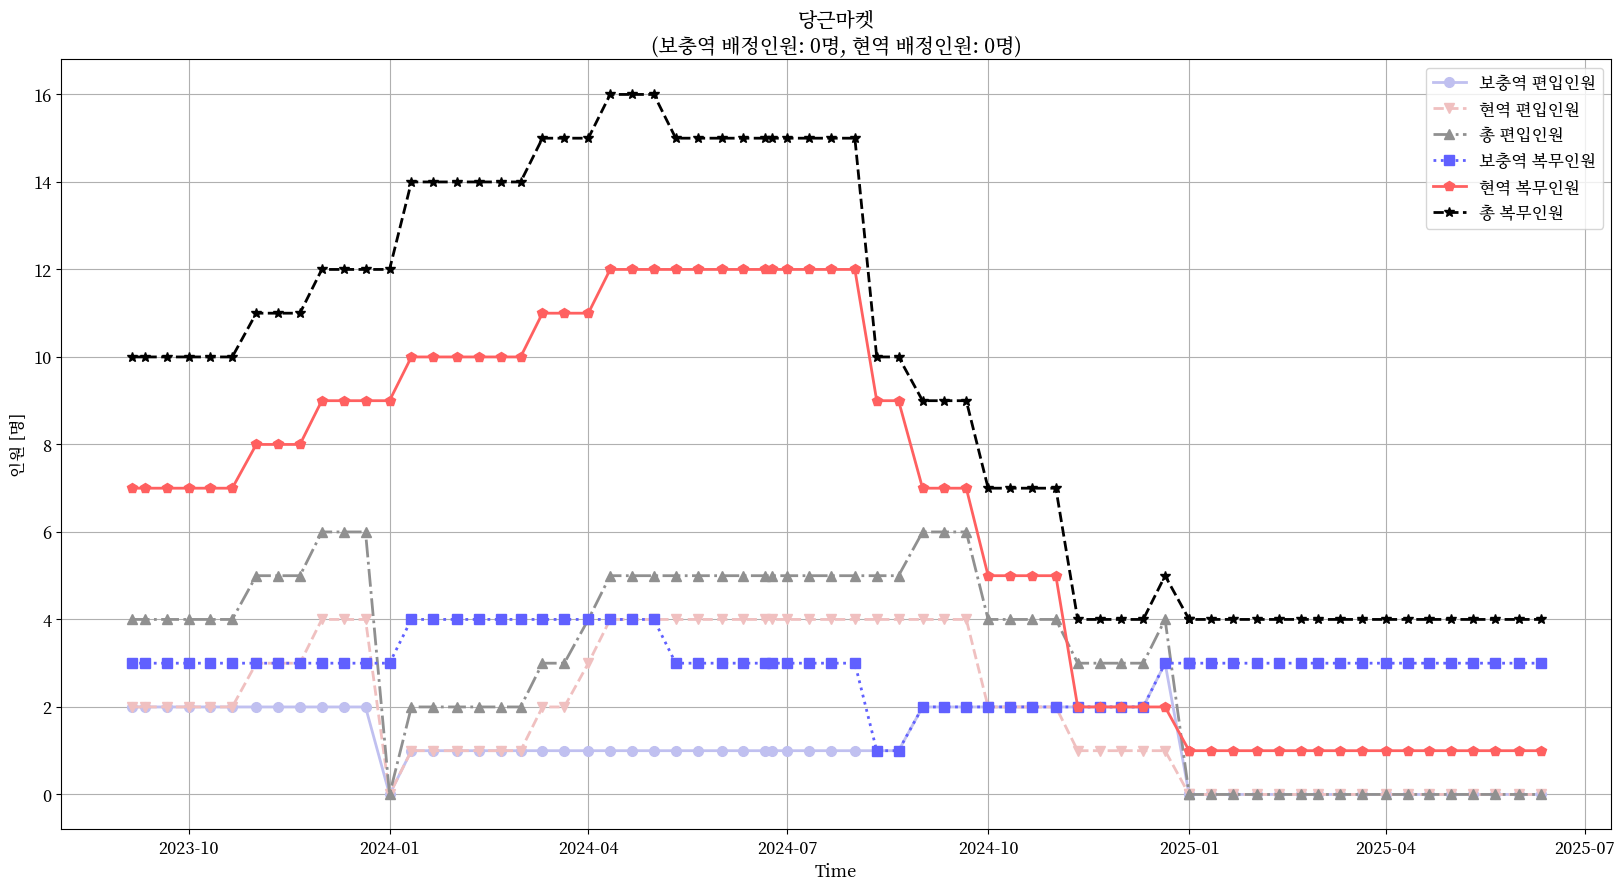 당근마켓
(보충역 배정인원: 0명, 현역 배정인원: 0명)
인원 [명]
16
14
12
10
8
6
4
2
0
보충역 편입인원
현역 편입인원
총 편입인원
보충역 복무인원
현역 복무인원
총 복무인원
2023-10
2024-01
2024-04
2024-07
2024-10
2025-01
2025-04
2025-07
Time